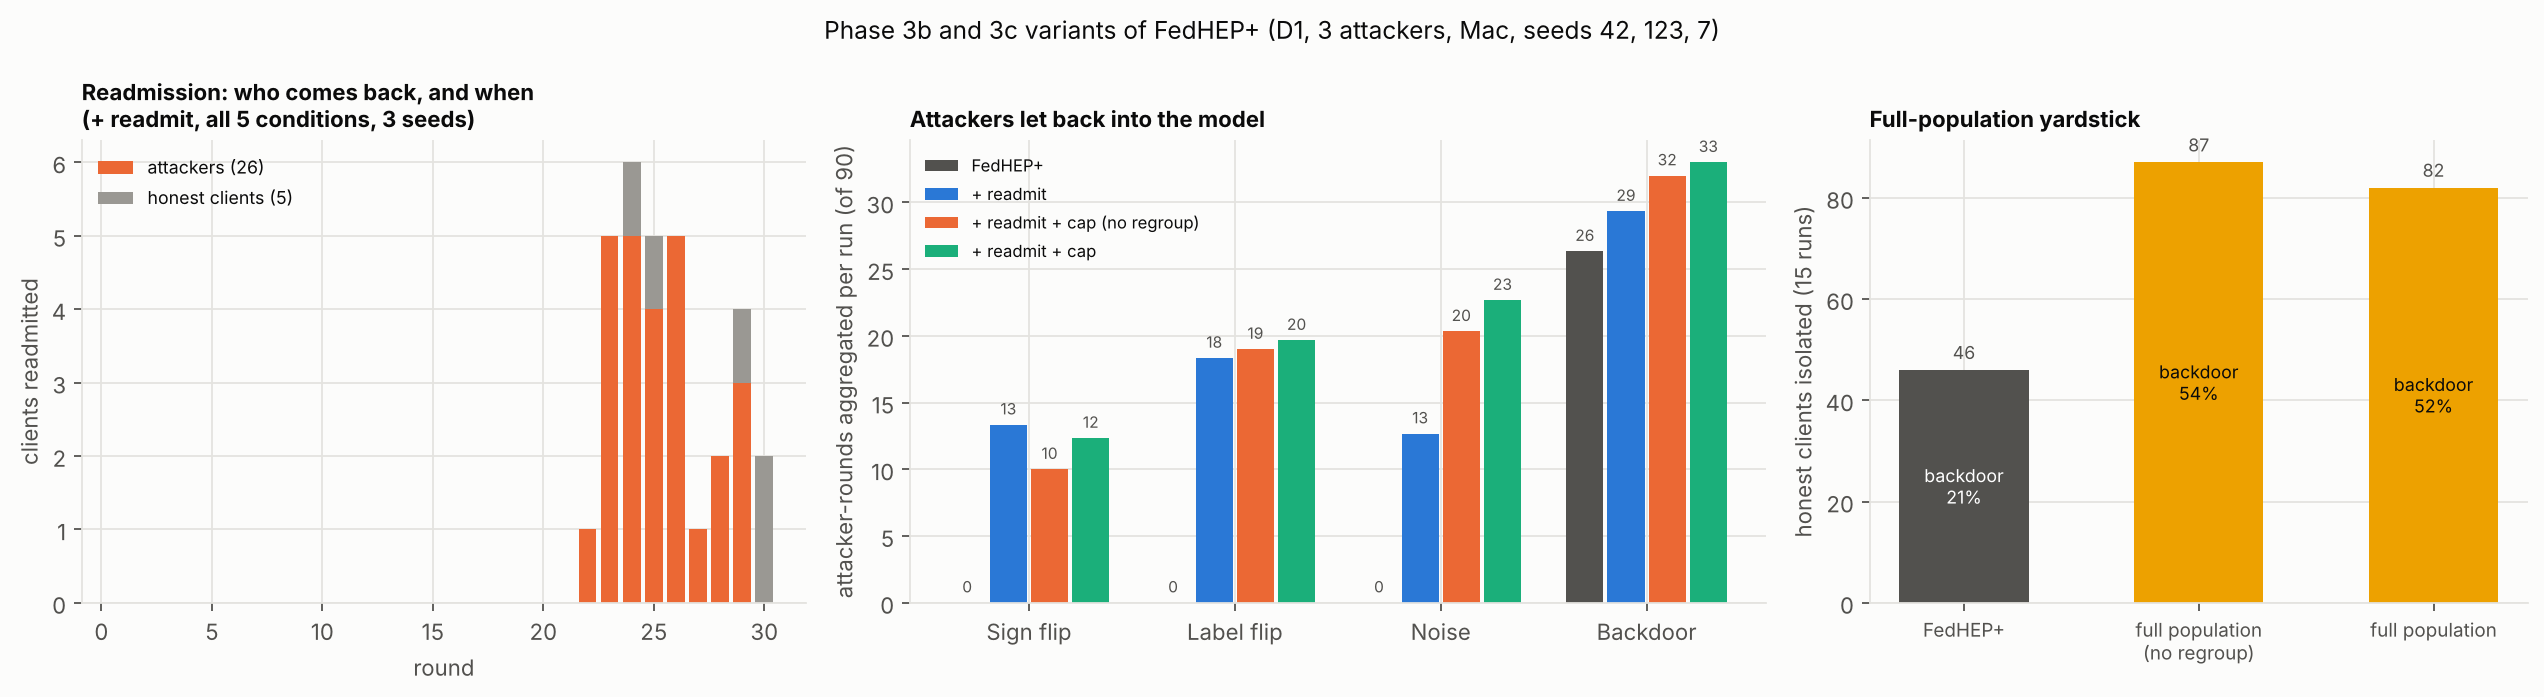 Phase 3b and 3c variants of FedHEP+ (D1, 3 attackers, Mac, seeds 42, 123, 7)
Readmission: who comes back, and when
(+ readmit, all 5 conditions, 3 seeds)
attackers (26)
honest clients (5)
clients readmitted
6
5
4
3
2
1
0
0 5 10 15 20 25 30
round
Attackers let back into the model
FedHEP+
+ readmit
+ readmit + cap (no regroup)
+ readmit + cap
attacker-rounds aggregated per run (of 90)
30
25
20
15
10
5
0
0 13 10 12
0 18 19 20
0 13 20 23
26 29 32 33
Sign flip Label flip Noise Backdoor
Full-population yardstick
honest clients isolated (15 runs)
80
60
40
20
0
46
backdoor
21%
87
backdoor
54%
82
backdoor
52%
FedHEP+
full population
(no regroup)
full population